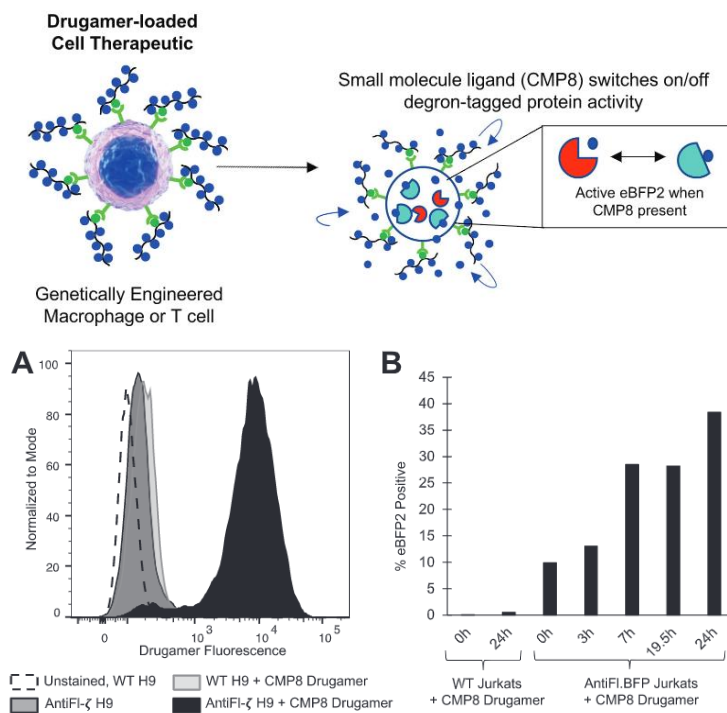 Drugamer-loaded
Cell Therapeutic
Small molecule ligand (CMP8) switches on/off
degron-tagged protein activity
Active eBFP2 when
CMP8 present
Genetically Engineered
Macrophage or T cell
A
100
80
60
40
20
0
Normalized to Mode
0
10³
10⁴
10⁵
Drugamer Fluorescence
Unstained, WT H9
WT H9 + CMP8 Drugamer
AntiFl-ζ H9
AntiFl-ζ H9 + CMP8 Drugamer
B
45
40
35
30
25
20
15
10
5
0
% eBFP2 Positive
0h
24h
0h
3h
7h
19.5h
24h
WT Jurkats
+ CMP8 Drugamer
AntiFl.BFP Jurkats
+ CMP8 Drugamer